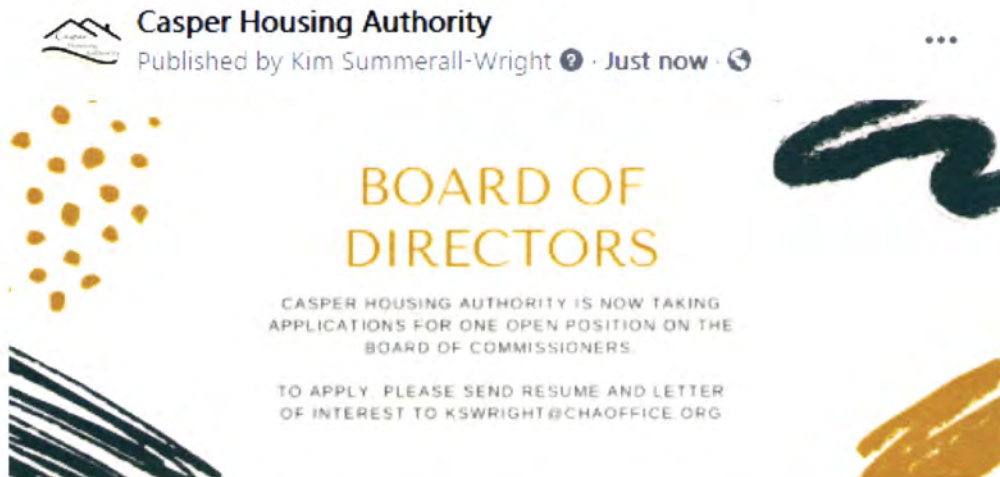 Casper Housing Authority
Published by Kim Summerall-Wright · Just now ·
BOARD OF
DIRECTORS
CASPER HOUSING AUTHORITY IS NOW TAKING
APPLICATIONS FOR ONE OPEN POSITION ON THE
BOARD OF COMMISSIONERS.
TO APPLY, PLEASE SEND RESUME AND LETTER
OF INTEREST TO KSWRIGHT@CHAOFFICE.ORG